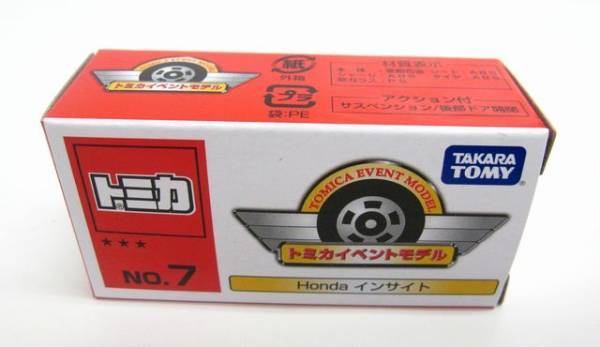 トミカイベントモデル
紙
外箱
プラ
袋:PE
材質表示
アクション付
サスペンション/後部ドア開閉
トミカ
®
★★★
NO.7
TOMICA EVENT MODEL
トミカイベントモデル
Honda インサイト
TAKARA
TOMY